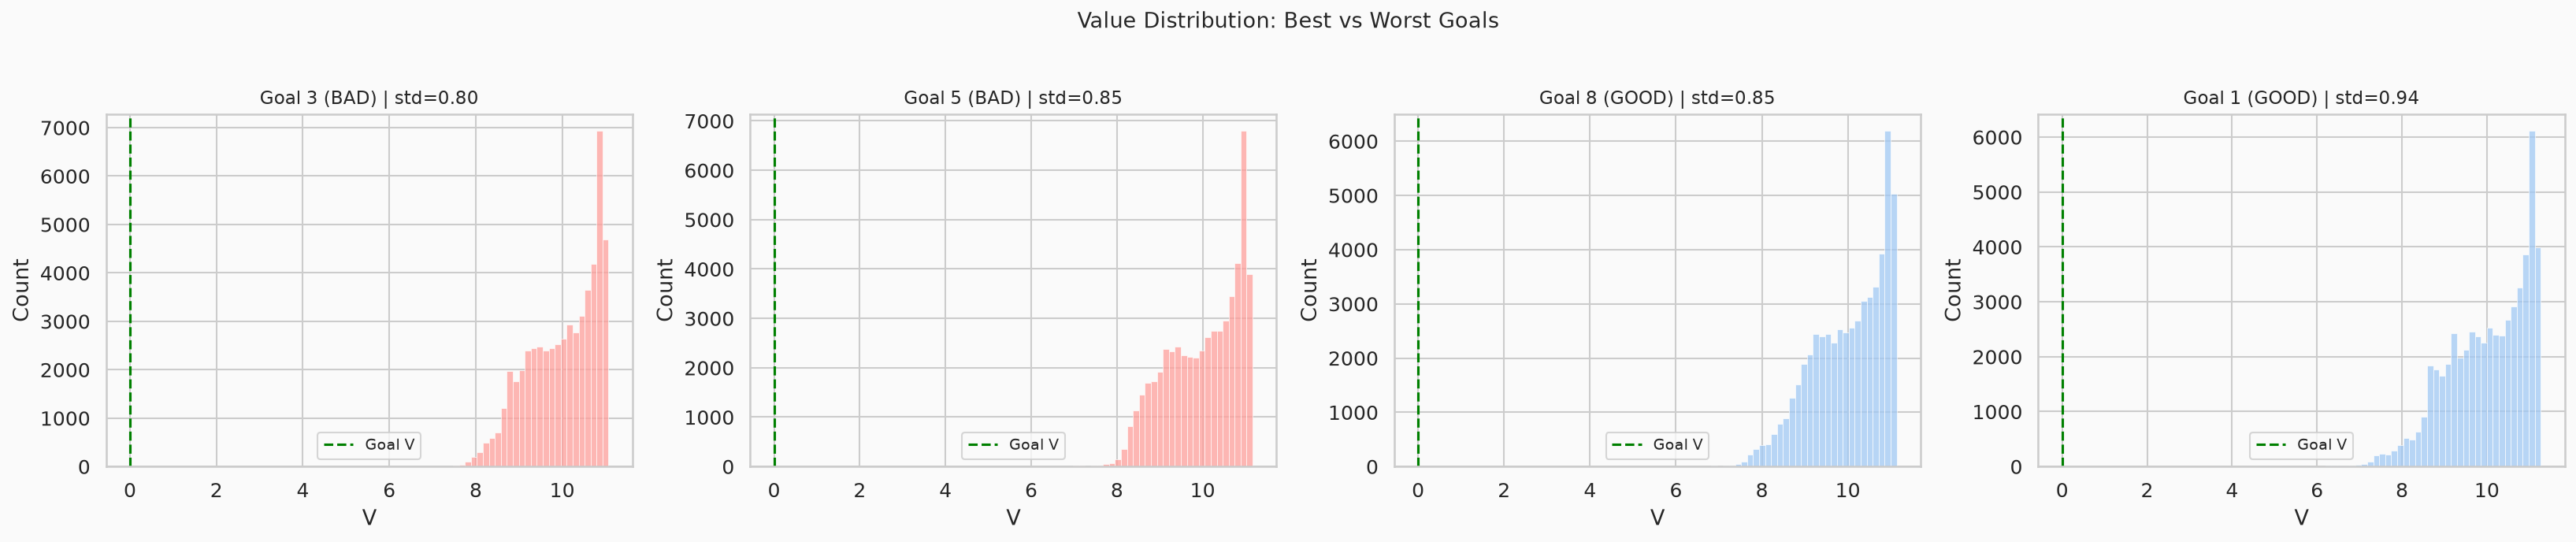 Value Distribution: Best vs Worst Goals
Goal 3 (BAD) | std=0.80
Count
7000
6000
5000
4000
3000
2000
1000
0
0 2 4 6 8 10
V
Goal V
Goal 5 (BAD) | std=0.85
Count
7000
6000
5000
4000
3000
2000
1000
0
0 2 4 6 8 10
V
Goal V
Goal 8 (GOOD) | std=0.85
Count
6000
5000
4000
3000
2000
1000
0
0 2 4 6 8 10
V
Goal V
Goal 1 (GOOD) | std=0.94
Count
6000
5000
4000
3000
2000
1000
0
0 2 4 6 8 10
V
Goal V